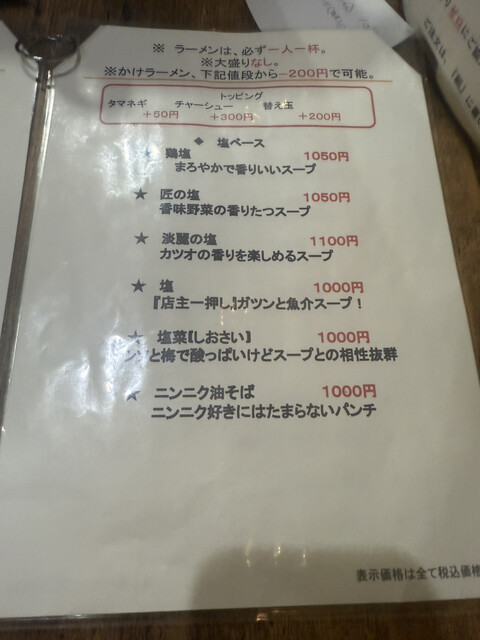 ※ ラーメンは、必ず一人一杯。
※大盛りなし。
※かけラーメン、下記値段から−200円で可能。
トッピング
タマネギ チャーシュー 替え玉
+50円 +300円 +200円
◆ 塩ベース
★ 鶏塩 1050円
まろやかで香りいいスープ
★ 匠の塩 1050円
香味野菜の香りたつスープ
★ 淡麗の塩 1100円
カツオの香りを楽しめるスープ
★ 塩 1000円
『店主一押し』ガツンと魚介スープ！
★ 塩菜【しおさい】 1000円
と梅で酸っぱいけどスープとの相性抜群
★ ニンニク油そば 1000円
ニンニク好きにはたまらないパンチ
表示価格は全て税込価格